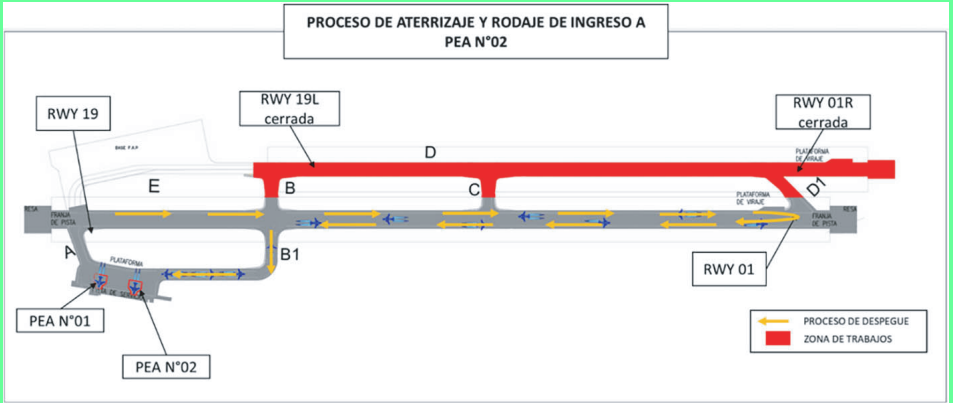 PROCESO DE ATERRIZAJE Y RODAJE DE INGRESO A
PEA N°02
RWY 19
RWY 19L
cerrada
RWY 01R
cerrada
BASE P.A.P
D
PLATAFORMA
DE VIRAJE
E
B
C
D1
PLATAFORMA
DE VIRAJE
RESA
FRANJA
DE PISTA
FRANJA
DE PISTA
RESA
A
B1
PLATAFORMA
RWY 01
PEA N°01
PEA N°02
PROCESO DE DESPEGUE
ZONA DE TRABAJOS